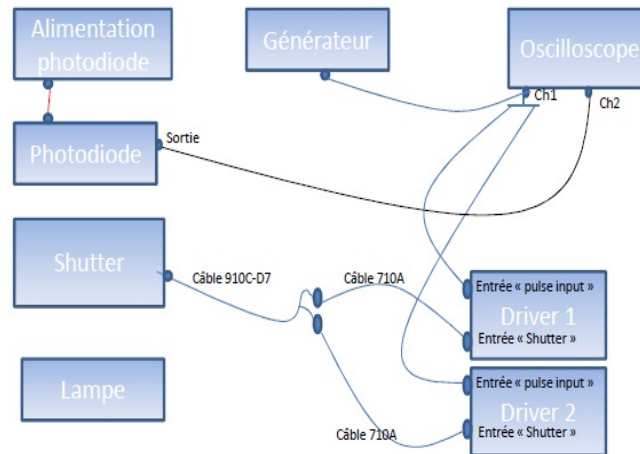 Alimentation
photodiode
Générateur
Oscilloscope
Ch1
Ch2
Photodiode
Sortie
Shutter
Câble 910C-D7
Câble 710A
Entrée « pulse input »
Driver 1
Entrée « Shutter »
Lampe
Entrée « pulse input »
Driver 2
Entrée « Shutter »
Câble 710A